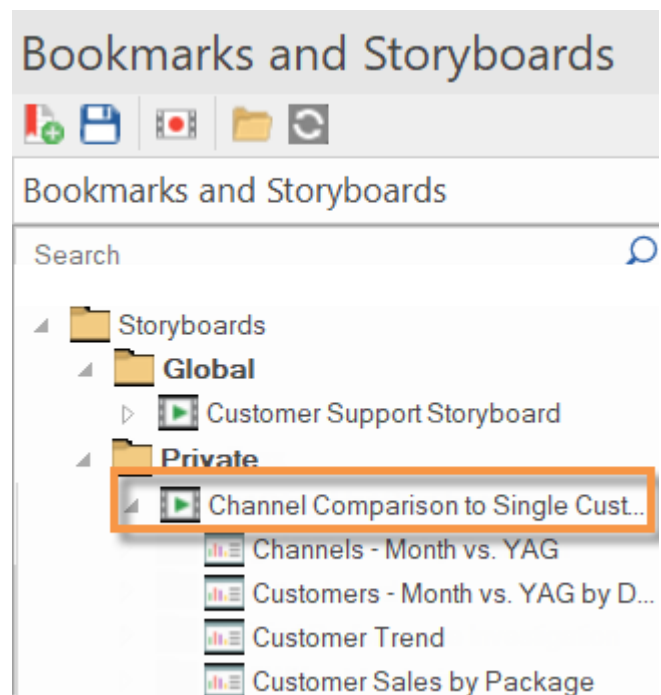 Bookmarks and Storyboards
Bookmarks and Storyboards
Search
Storyboards
Global
Customer Support Storyboard
Private
Channel Comparison to Single Cust...
Channels - Month vs. YAG
Customers - Month vs. YAG by D...
Customer Trend
Customer Sales by Package